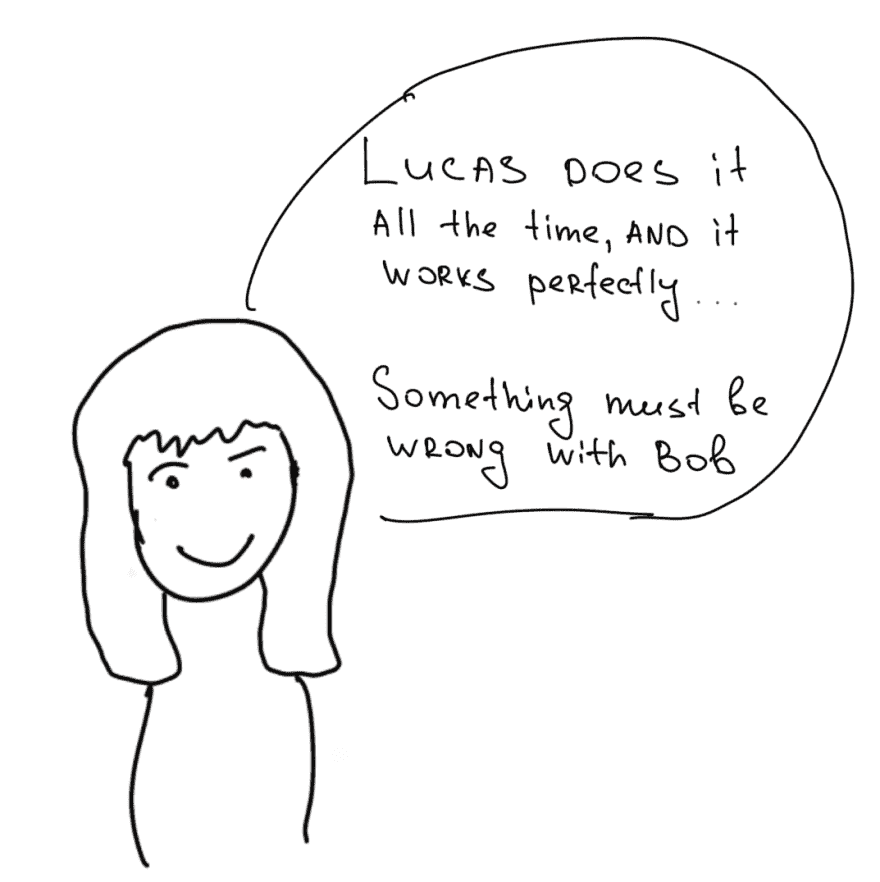 Lucas does it
all the time, and it
works perfectly...
Something must be
wrong with Bob